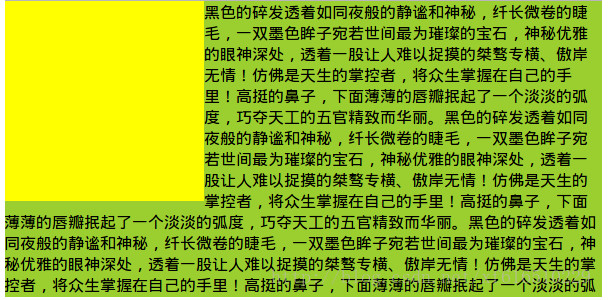 黑色的碎发透着如同夜般的静谧和神秘，纤长微卷的睫
毛，一双墨色眸子宛若世间最为璀璨的宝石，神秘优雅
的眼神深处，透着一股让人难以捉摸的桀骜专横、傲岸
无情！仿佛是天生的掌控者，将众生掌握在自己的手
里！高挺的鼻子，下面薄薄的唇瓣抿起了一个淡淡的弧
度，巧夺天工的五官精致而华丽。黑色的碎发透着如同
夜般的静谧和神秘，纤长微卷的睫毛，一双墨色眸子宛
若世间最为璀璨的宝石，神秘优雅的眼神深处，透着一
股让人难以捉摸的桀骜专横、傲岸无情！仿佛是天生的
掌控者，将众生掌握在自己的手里！高挺的鼻子，下面
薄薄的唇瓣抿起了一个淡淡的弧度，巧夺天工的五官精致而华丽。黑色的碎发透着如
同夜般的静谧和神秘，纤长微卷的睫毛，一双墨色眸子宛若世间最为璀璨的宝石，神
秘优雅的眼神深处，透着一股让人难以捉摸的桀骜专横、傲岸无情！仿佛是天生的掌
控者，将众生掌握在自己的手里！高挺的鼻子，下面薄薄的唇瓣抿起了一个淡淡的弧